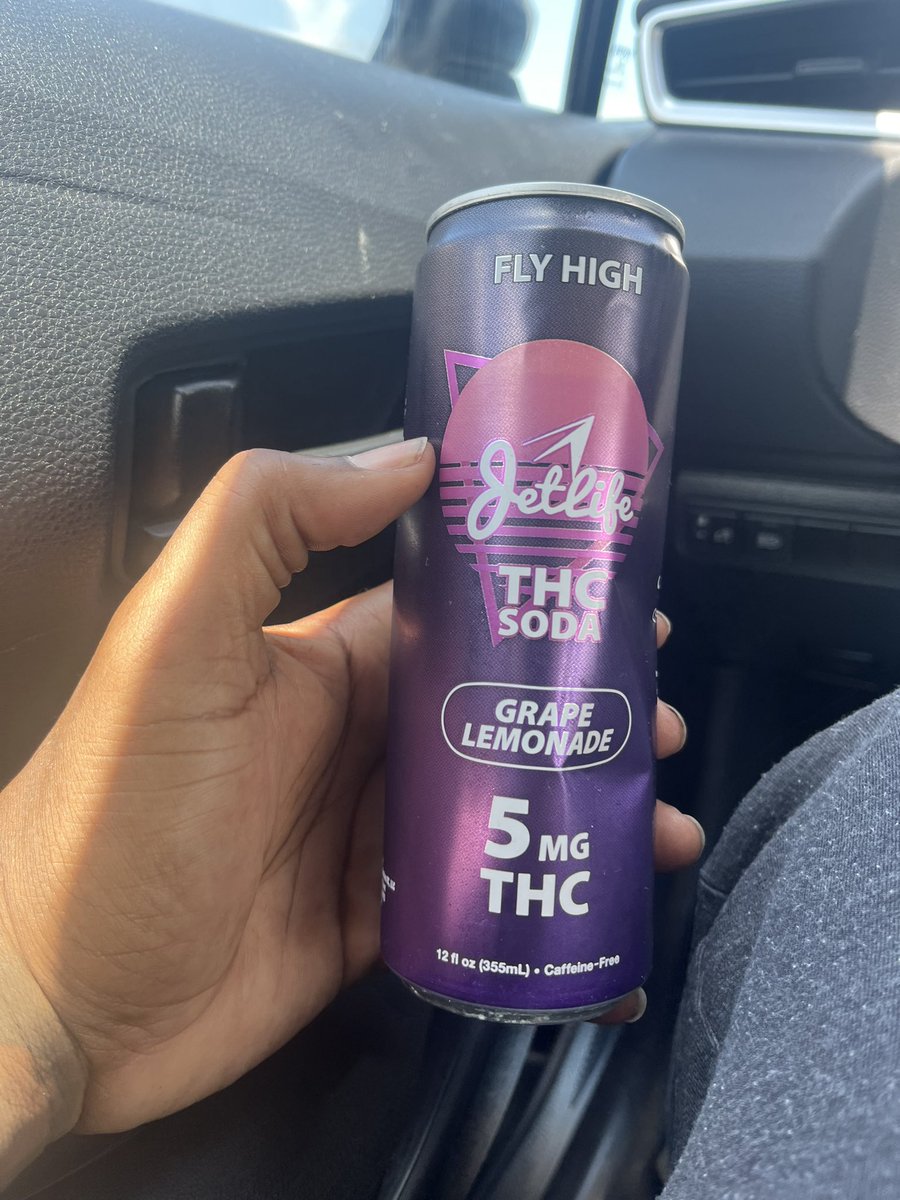 FLY HIGH
Jetlife
THC
SODA
GRAPE
LEMONADE
5 MG
THC
12 fl oz (355mL) • Caffeine-Free